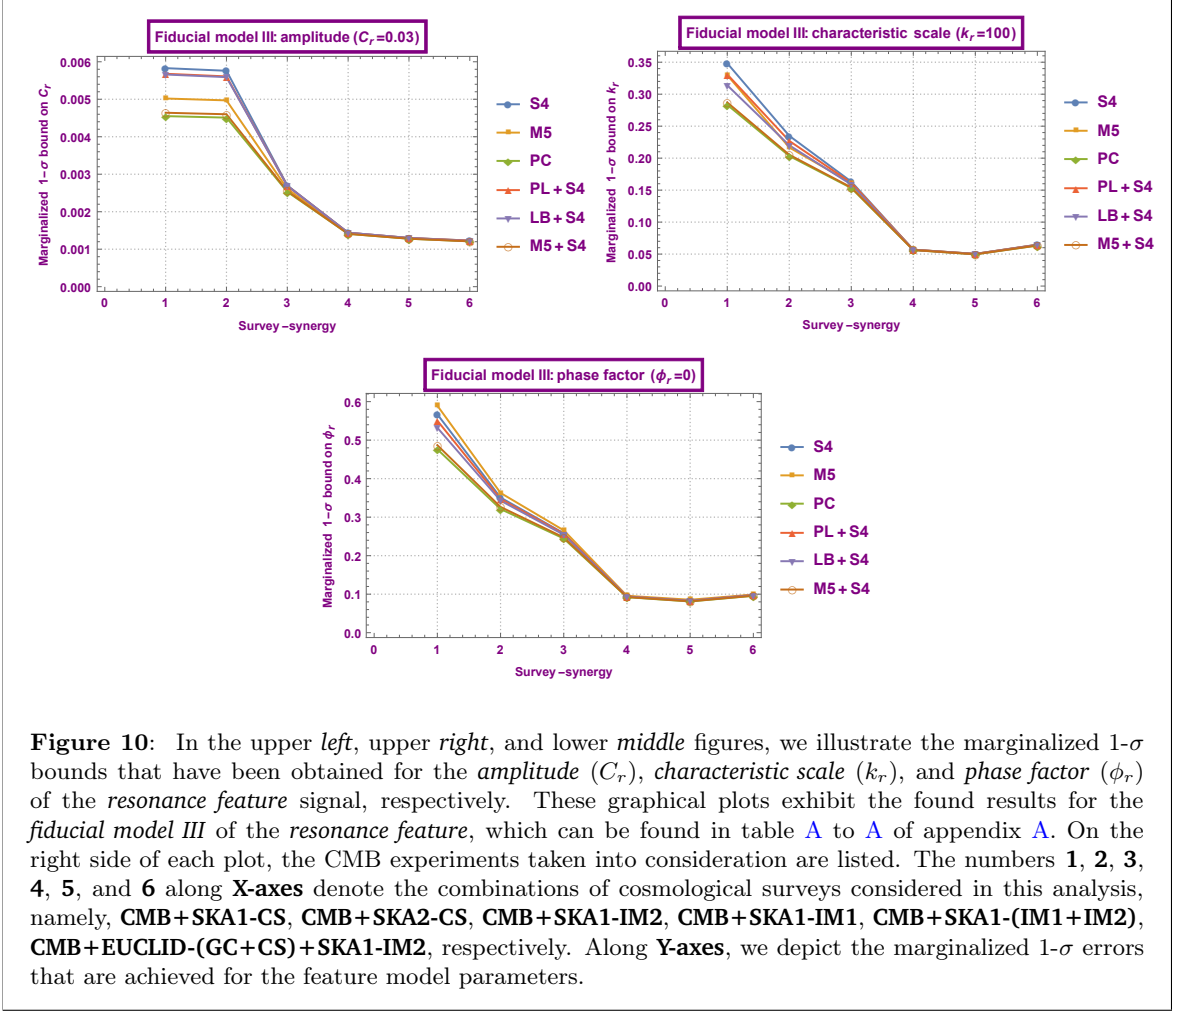 Fiducial model III: amplitude (Cr=0.03)
Marginalized 1-σ bound on Cr
0.006
0.005
0.004
0.003
0.002
0.001
0.000
0 1 2 3 4 5 6
Survey-synergy
S4
M5
PC
PL+S4
LB+S4
M5+S4
Fiducial model III: characteristic scale (kr=100)
Marginalized 1-σ bound on kr
0.35
0.30
0.25
0.20
0.15
0.10
0.05
0.00
0 1 2 3 4 5 6
Survey-synergy
S4
M5
PC
PL+S4
LB+S4
M5+S4
Fiducial model III: phase factor (ϕr=0)
Marginalized 1-σ bound on ϕr
0.6
0.5
0.4
0.3
0.2
0.1
0.0
0 1 2 3 4 5 6
Survey-synergy
S4
M5
PC
PL+S4
LB+S4
M5+S4
Figure 10: In the upper left, upper right, and lower middle figures, we illustrate the marginalized 1-σ
bounds that have been obtained for the amplitude (Cr), characteristic scale (kr), and phase factor (ϕr)
of the resonance feature signal, respectively. These graphical plots exhibit the found results for the
fiducial model III of the resonance feature, which can be found in table A to A of appendix A. On the
right side of each plot, the CMB experiments taken into consideration are listed. The numbers 1, 2, 3,
4, 5, and 6 along X-axes denote the combinations of cosmological surveys considered in this analysis,
namely, CMB+SKA1-CS, CMB+SKA2-CS, CMB+SKA1-IM2, CMB+SKA1-IM1, CMB+SKA1-(IM1+IM2),
CMB+EUCLID-(GC+CS)+SKA1-IM2, respectively. Along Y-axes, we depict the marginalized 1-σ errors
that are achieved for the feature model parameters.